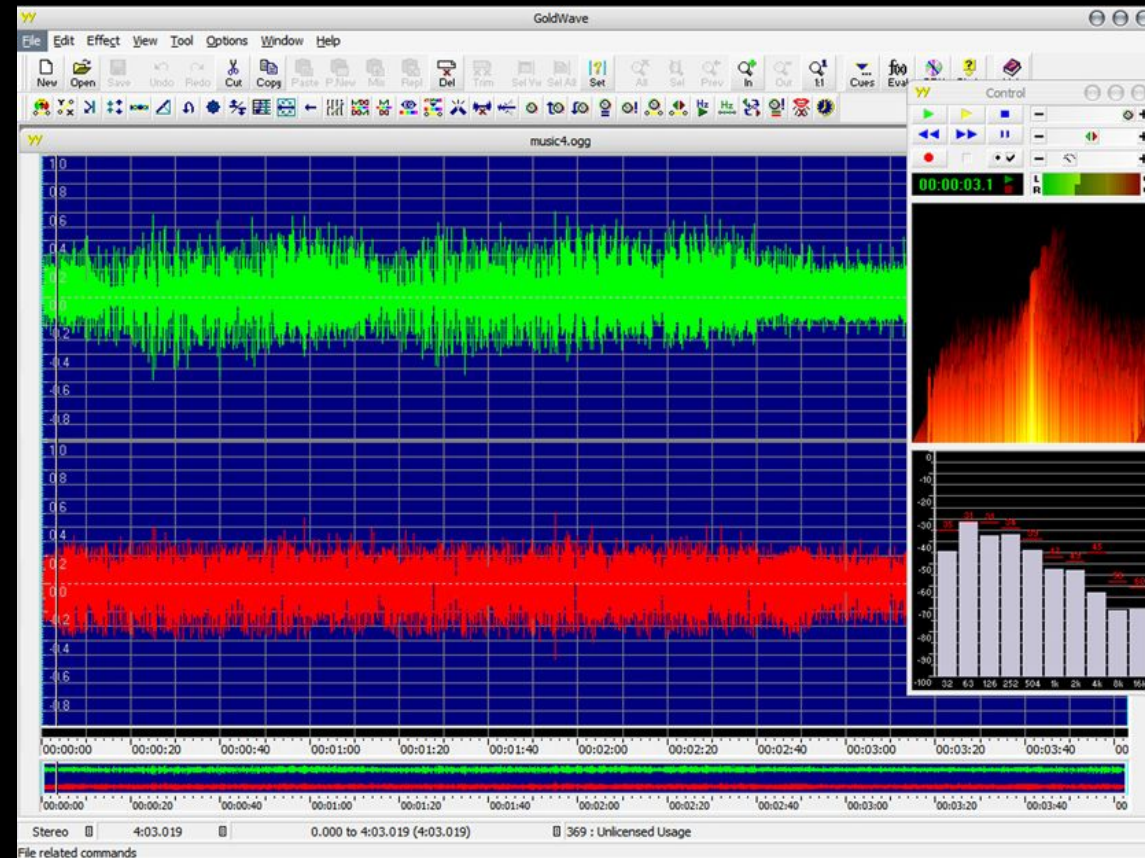 GoldWave
File Edit Effect View Tool Options Window Help
New Open Save Undo Redo Cut Copy Paste P.New Mix Repl Del Trim Sel Vw Sel All Set All Sel Prev In Out 1:1 Cues Eval
Control
music4.ogg
00:00:03.1
L
R
1.0
0.8
0.6
0.4
0.2
0.0
-0.2
-0.4
-0.6
-0.8
1.0
0.8
0.6
0.4
0.2
0.0
-0.2
-0.4
-0.6
-0.8
0
-10
-20
-30
-40
-50
-60
-70
-80
-90
-100 32 63 126 252 504 1k 2k 4k 8k 16k
00:00:00 00:00:20 00:00:40 00:01:00 00:01:20 00:01:40 00:02:00 00:02:20 00:02:40 00:03:00 00:03:20 00:03:40 00
00:00:00 00:00:20 00:00:40 00:01:00 00:01:20 00:01:40 00:02:00 00:02:20 00:02:40 00:03:00 00:03:20 00:03:40 00
Stereo 4:03.019 0.000 to 4:03.019 (4:03.019) 369 : Unlicensed Usage
File related commands